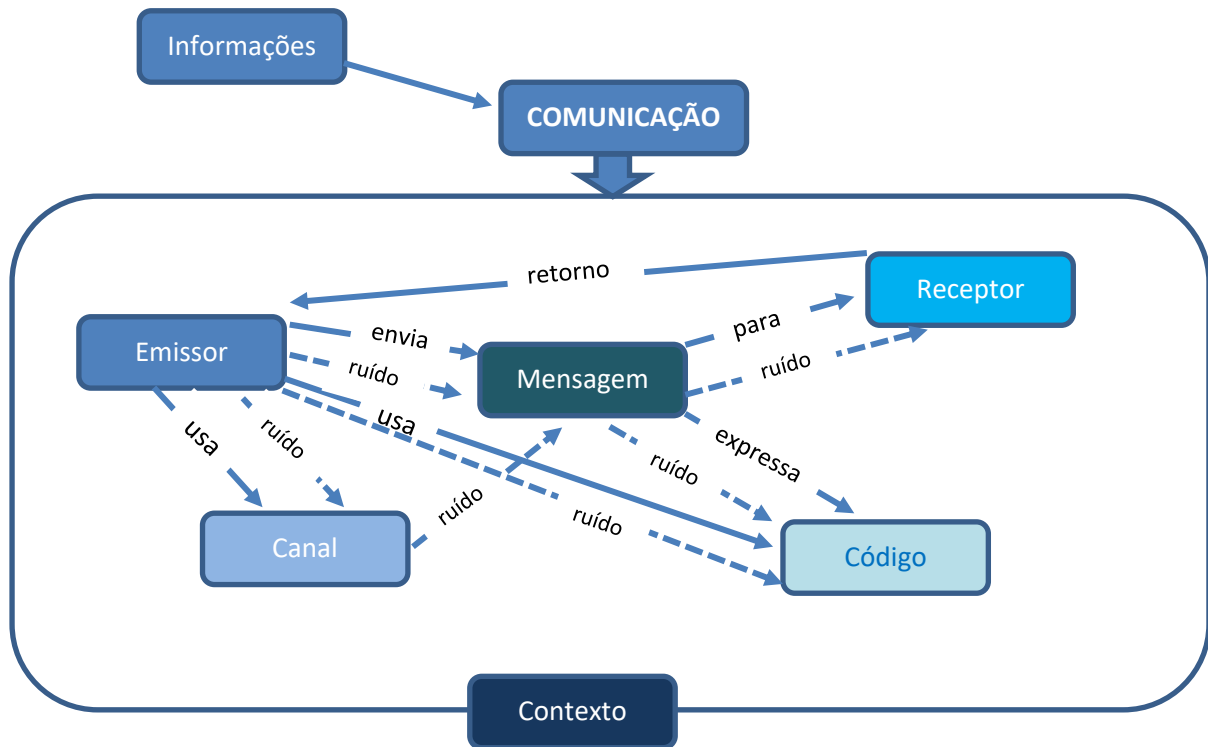 Informações
COMUNICAÇÃO
retorno
Receptor
envia
para
Emissor
ruído
Mensagem
ruído
usa
usa
ruído
expressa
ruído
ruído
ruído
Canal
Código
Contexto